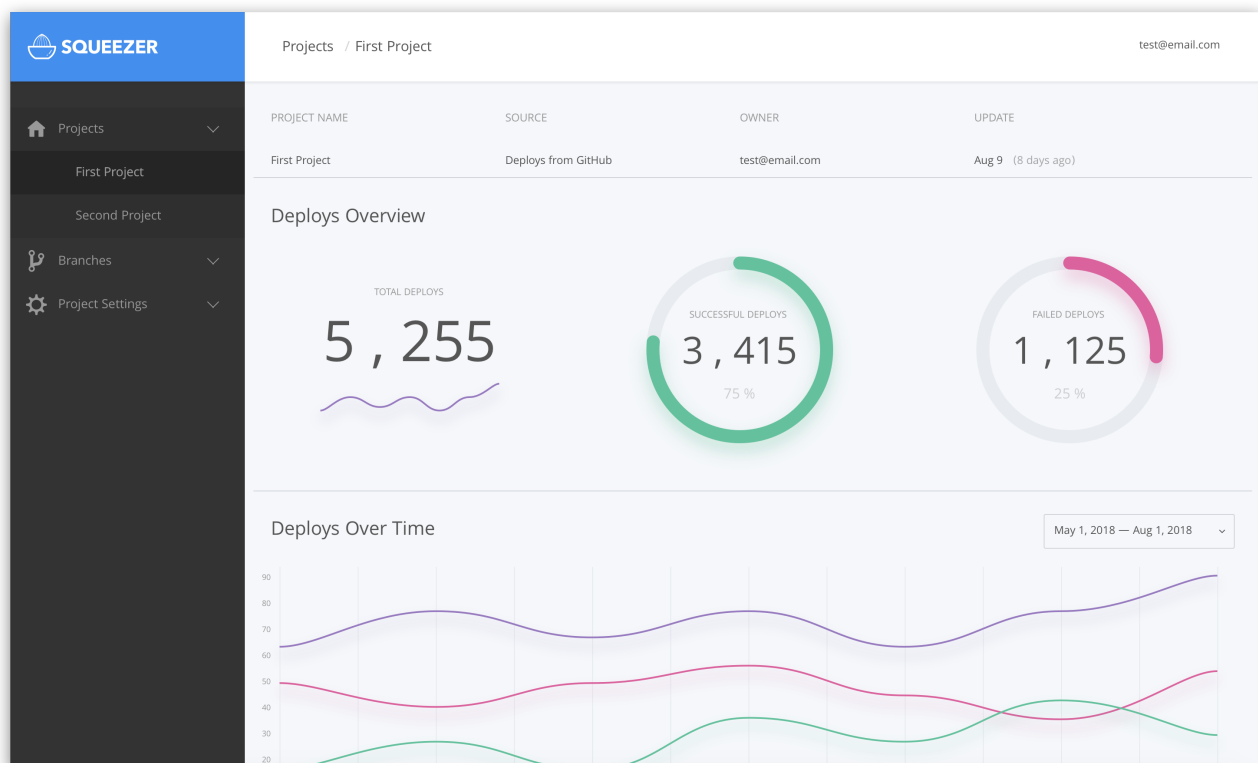 SQUEEZER
Projects / First Project
test@email.com
Projects
First Project
Second Project
Branches
Project Settings
PROJECT NAME SOURCE OWNER UPDATE
First Project Deploys from GitHub test@email.com Aug 9 (8 days ago)
Deploys Overview
TOTAL DEPLOYS
5 , 255
SUCCESSFUL DEPLOYS
3 , 415
75 %
FAILED DEPLOYS
1 , 125
25 %
Deploys Over Time
May 1, 2018 — Aug 1, 2018
90
80
70
60
50
40
30
20